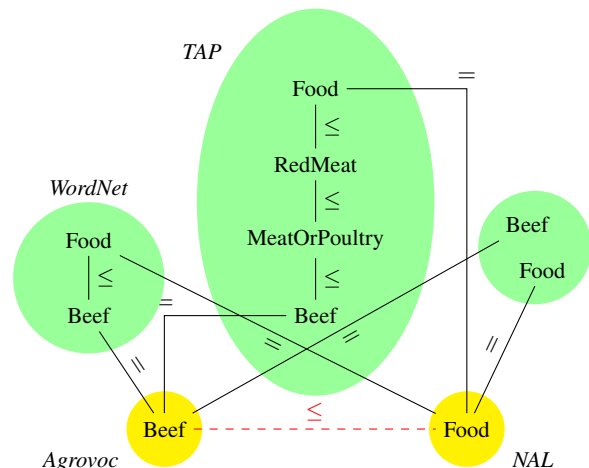 TAP
Food
=
≤
RedMeat
≤
WordNet
MeatOrPoultry
Food
≤
≤
Beef
Food
Beef
Beef
=
=
=
=
=
≤
Beef
Food
Agrovoc
NAL